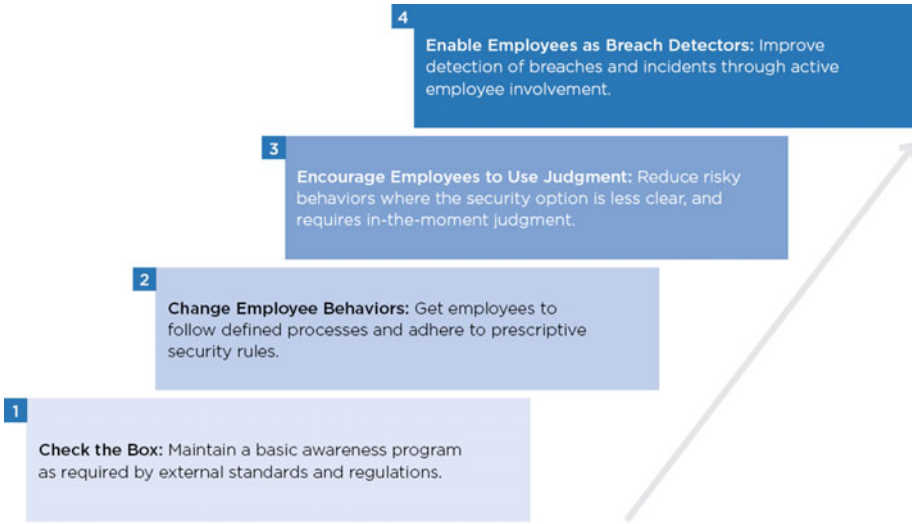 4
Enable Employees as Breach Detectors: Improve
detection of breaches and incidents through active
employee involvement.
3
Encourage Employees to Use Judgment: Reduce risky
behaviors where the security option is less clear, and
requires in-the-moment judgment.
2
Change Employee Behaviors: Get employees to
follow defined processes and adhere to prescriptive
security rules.
1
Check the Box: Maintain a basic awareness program
as required by external standards and regulations.